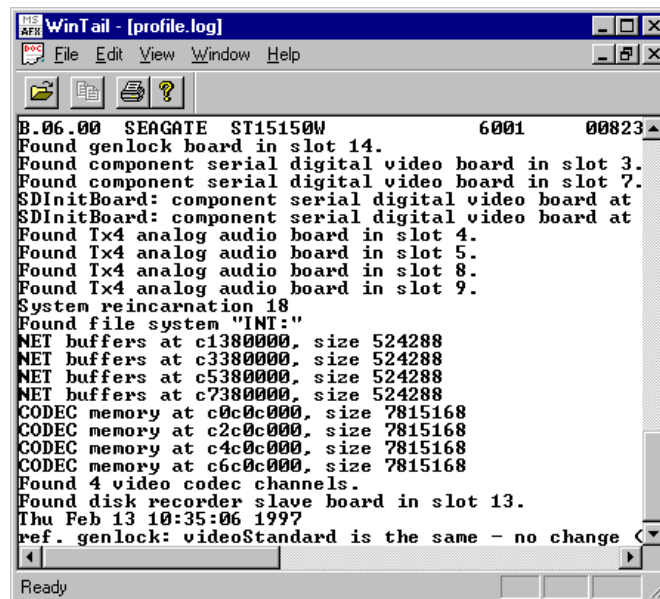 MS AFX WinTail - [profile.log]
DOC File Edit View Window Help
B.06.00 SEAGATE ST15150W 6001 00823
Found genlock board in slot 14.
Found component serial digital video board in slot 3.
Found component serial digital video board in slot 7.
SDInitBoard: component serial digital video board at
SDInitBoard: component serial digital video board at
Found Tx4 analog audio board in slot 4.
Found Tx4 analog audio board in slot 5.
Found Tx4 analog audio board in slot 8.
Found Tx4 analog audio board in slot 9.
System reincarnation 18
Found file system "INT:"
NET buffers at c1380000, size 524288
NET buffers at c3380000, size 524288
NET buffers at c5380000, size 524288
NET buffers at c7380000, size 524288
CODEC memory at c0c0c000, size 7815168
CODEC memory at c2c0c000, size 7815168
CODEC memory at c4c0c000, size 7815168
CODEC memory at c6c0c000, size 7815168
Found 4 video codec channels.
Found disk recorder slave board in slot 13.
Thu Feb 13 10:35:06 1997
ref. genlock: videoStandard is the same - no change (
Ready